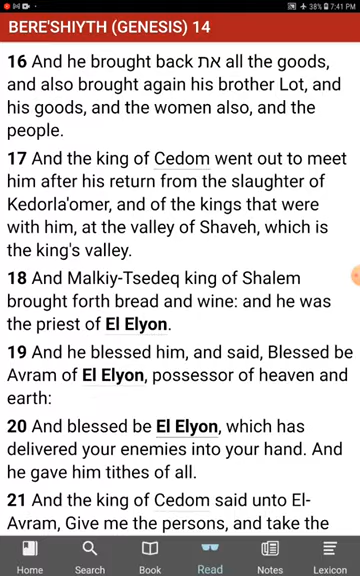 38% 7:41 PM
BERE'SHIYTH (GENESIS) 14
16 And he brought back את all the goods,
and also brought again his brother Lot, and
his goods, and the women also, and the
people.
17 And the king of Cedom went out to meet
him after his return from the slaughter of
Kedorla'omer, and of the kings that were
with him, at the valley of Shaveh, which is
the king's valley.
18 And Malkiy-Tsedeq king of Shalem
brought forth bread and wine: and he was
the priest of El Elyon.
19 And he blessed him, and said, Blessed be
Avram of El Elyon, possessor of heaven and
earth:
20 And blessed be El Elyon, which has
delivered your enemies into your hand. And
he gave him tithes of all.
21 And the king of Cedom said unto El-
Avram, Give me the persons, and take the
Home Search Book Read Notes Lexicon